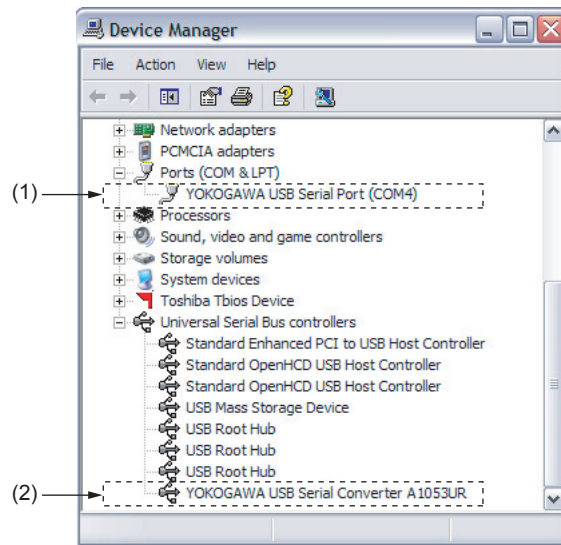 Device Manager
File Action View Help
Network adapters
PCMCIA adapters
Ports (COM & LPT)
(1) YOKOGAWA USB Serial Port (COM4)
Processors
Sound, video and game controllers
Storage volumes
System devices
Toshiba Tbios Device
Universal Serial Bus controllers
Standard Enhanced PCI to USB Host Controller
Standard OpenHCD USB Host Controller
Standard OpenHCD USB Host Controller
USB Mass Storage Device
USB Root Hub
USB Root Hub
USB Root Hub
(2) YOKOGAWA USB Serial Converter A1053UR